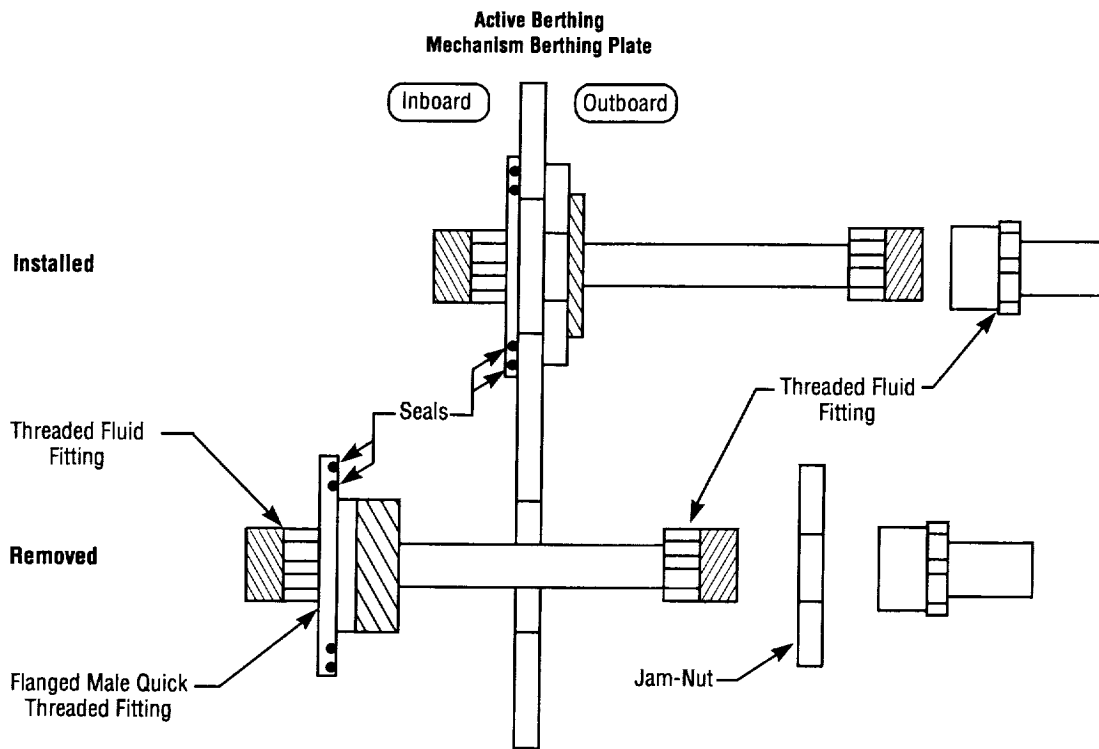 Active Berthing
Mechanism Berthing Plate
Inboard
Outboard
Installed
Seals
Threaded Fluid
Fitting
Threaded Fluid
Fitting
Removed
Flanged Male Quick
Threaded Fitting
Jam-Nut